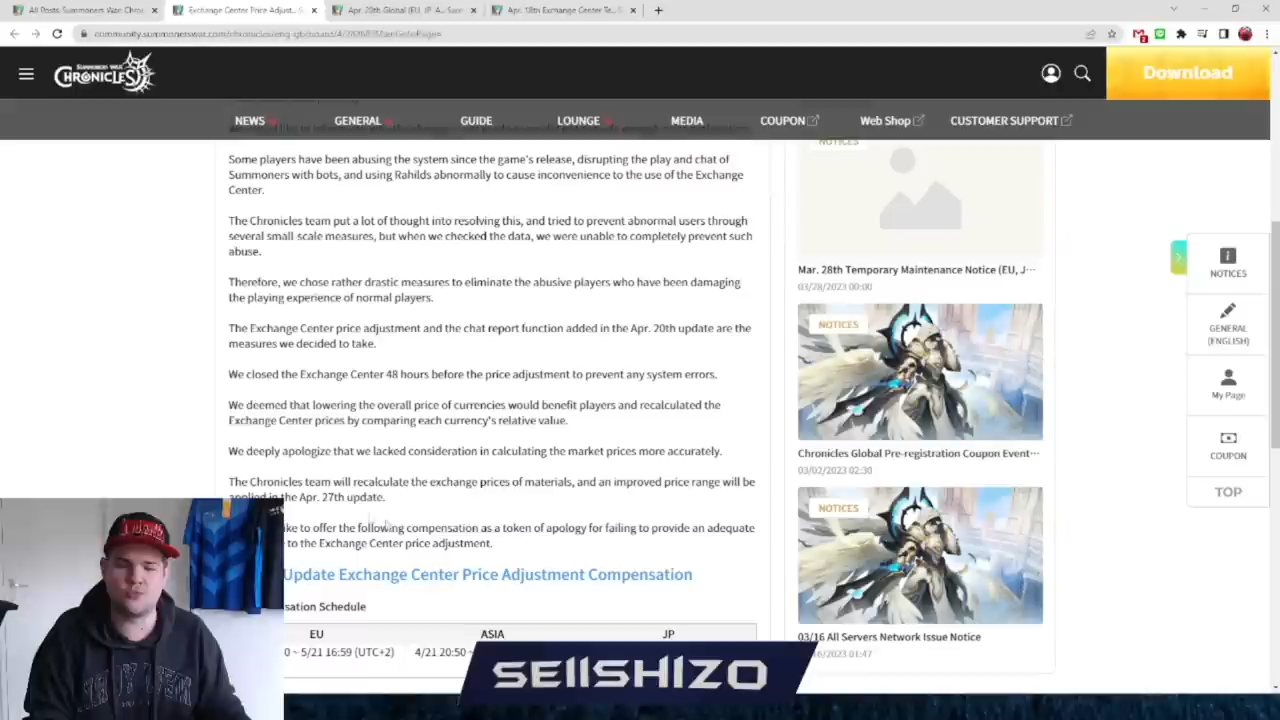 All Posts Summoners War: Chro
Exchange Center Price Adjust...
Apr. 20th Global (EU, JP, A...
Apr. 18th Exchange Center Te...
SUMMONERS WAR
CHRONICLES
Download
NEWS
GENERAL
GUIDE
LOUNGE
MEDIA
COUPON
Web Shop
CUSTOMER SUPPORT
Some players have been abusing the system since the game's release, disrupting the play and chat of
Summoners with bots, and using Rahilds abnormally to cause inconvenience to the use of the Exchange
Center.
The Chronicles team put a lot of thought into resolving this, and tried to prevent abnormal users through
several small-scale measures, but when we checked the data, we were unable to completely prevent such
abuse.
Therefore, we chose rather drastic measures to eliminate the abusive players who have been damaging
the playing experience of normal players.
The Exchange Center price adjustment and the chat report function added in the Apr. 20th update are the
measures we decided to take.
We closed the Exchange Center 48 hours before the price adjustment to prevent any system errors.
We deemed that lowering the overall price of currencies would benefit players and recalculated the
Exchange Center prices by comparing each currency's relative value.
We deeply apologize that we lacked consideration in calculating the market prices more accurately.
The Chronicles team will recalculate the exchange prices of materials, and an improved price range will be
applied in the Apr. 27th update.
ke to offer the following compensation as a token of apology for failing to provide an adequate
e to the Exchange Center price adjustment.
Update Exchange Center Price Adjustment Compensation
sation Schedule
EU
ASIA
JP
0 ~ 5/21 16:59 (UTC+2)
4/21 20:50 ~
NOTICES
Mar. 28th Temporary Maintenance Notice (EU, J···
03/28/2023 00:00
NOTICES
Chronicles Global Pre-registration Coupon Event···
03/02/2023 02:30
NOTICES
03/16 All Servers Network Issue Notice
/16/2023 01:47
NOTICES
GENERAL
(ENGLISH)
My Page
COUPON
TOP
SEllSHIZO